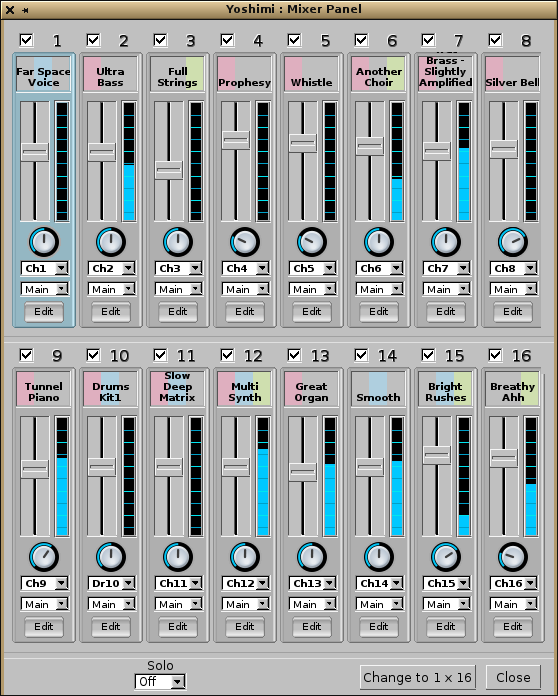 Yoshimi : Mixer Panel
1 2 3 4 5 6 7 8
Far Space
Voice
Ultra
Bass
Full
Strings
Prophesy
Whistle
Another
Choir
Brass -
Slightly
Amplified
Silver Bell
Ch1 Ch2 Ch3 Ch4 Ch5 Ch6 Ch7 Ch8
Main Main Main Main Main Main Main Main
Edit Edit Edit Edit Edit Edit Edit Edit
9 10 11 12 13 14 15 16
Tunnel
Piano
Drums
Kit1
Slow
Deep
Matrix
Multi
Synth
Great
Organ
Smooth
Bright
Rushes
Breathy
Ahh
Ch9 Dr10 Ch11 Ch12 Ch13 Ch14 Ch15 Ch16
Main Main Main Main Main Main Main Main
Edit Edit Edit Edit Edit Edit Edit Edit
Solo
Off
Change to 1 x 16
Close